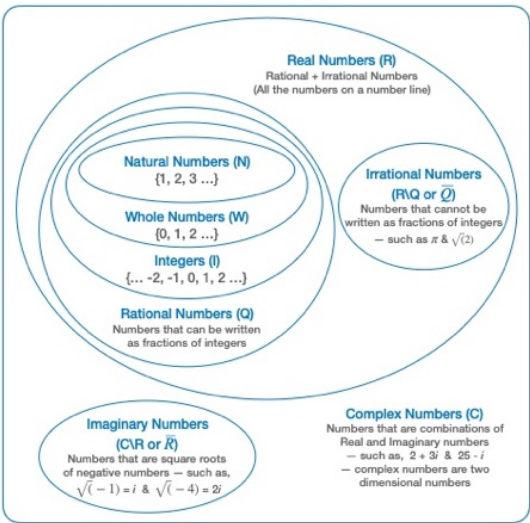 Real Numbers (R)
Rational + Irrational Numbers
(All the numbers on a number line)
Natural Numbers (N)
{1, 2, 3 ...}
Whole Numbers (W)
{0, 1, 2 ...}
Integers (I)
{... -2, -1, 0, 1, 2 ...}
Rational Numbers (Q)
Numbers that can be written
as fractions of integers
Irrational Numbers
(R\Q or Q̅)
Numbers that cannot be
written as fractions of integers
— such as π & √(2)
Imaginary Numbers
(C\R or R̅)
Numbers that are square roots
of negative numbers — such as,
√(-1) = i & √(-4) = 2i
Complex Numbers (C)
Numbers that are combinations of
Real and Imaginary numbers
— such as, 2 + 3i & 25 - i
— complex numbers are two
dimensional numbers